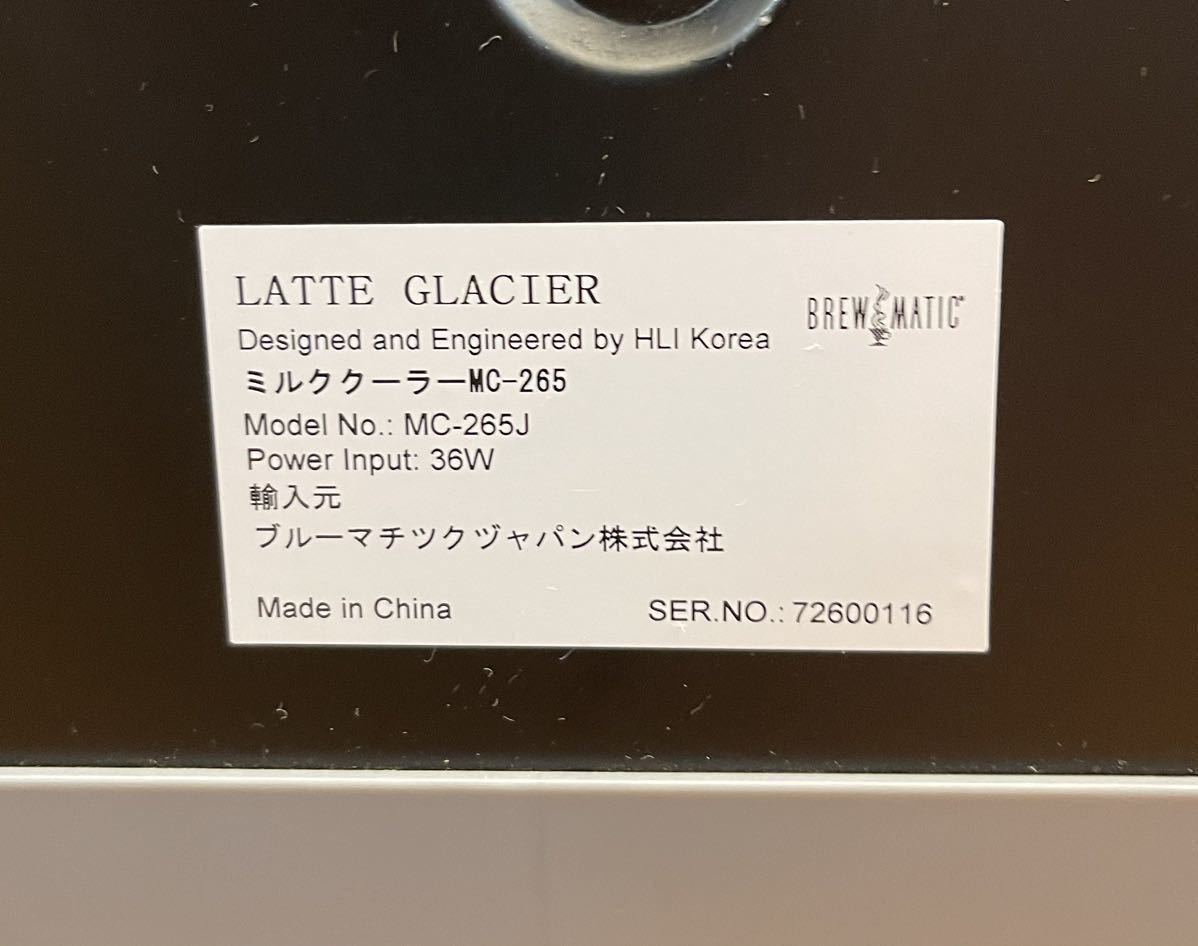 LATTE GLACIER
BREWMATIC®
Designed and Engineered by HLI Korea
ミルククーラーMC-265
Model No.: MC-265J
Power Input: 36W
輸入元
ブルーマチツクヅャパン株式会社
Made in China
SER.NO.: 72600116